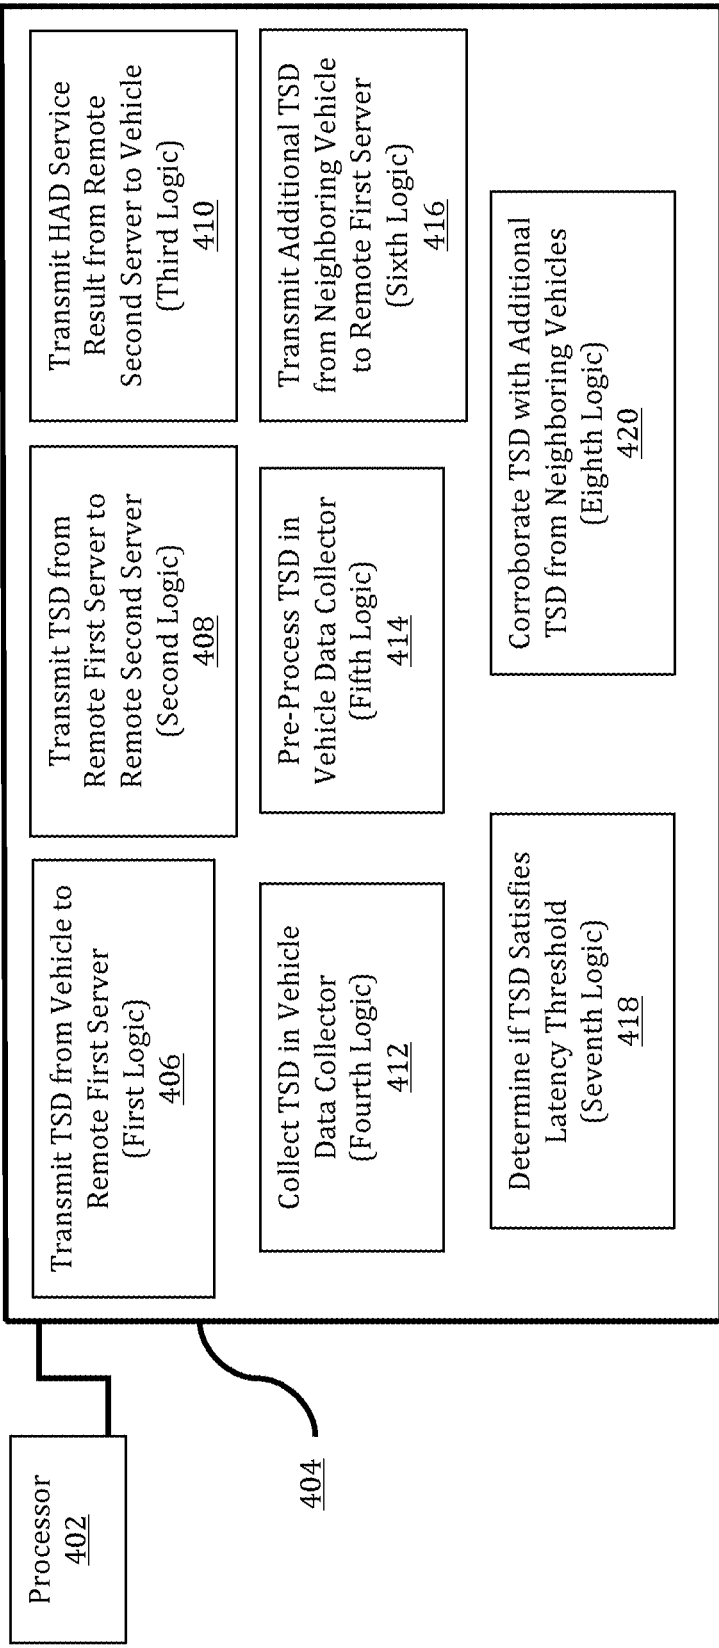 Processor
402
404
Transmit TSD from Vehicle to
Remote First Server
(First Logic)
406
Transmit TSD from
Remote First Server to
Remote Second Server
(Second Logic)
408
Transmit HAD Service
Result from Remote
Second Server to Vehicle
(Third Logic)
410
Collect TSD in Vehicle
Data Collector
(Fourth Logic)
412
Pre-Process TSD in
Vehicle Data Collector
(Fifth Logic)
414
Transmit Additional TSD
from Neighboring Vehicle
to Remote First Server
(Sixth Logic)
416
Determine if TSD Satisfies
Latency Threshold
(Seventh Logic)
418
Corroborate TSD with Additional
TSD from Neighboring Vehicles
(Eighth Logic)
420